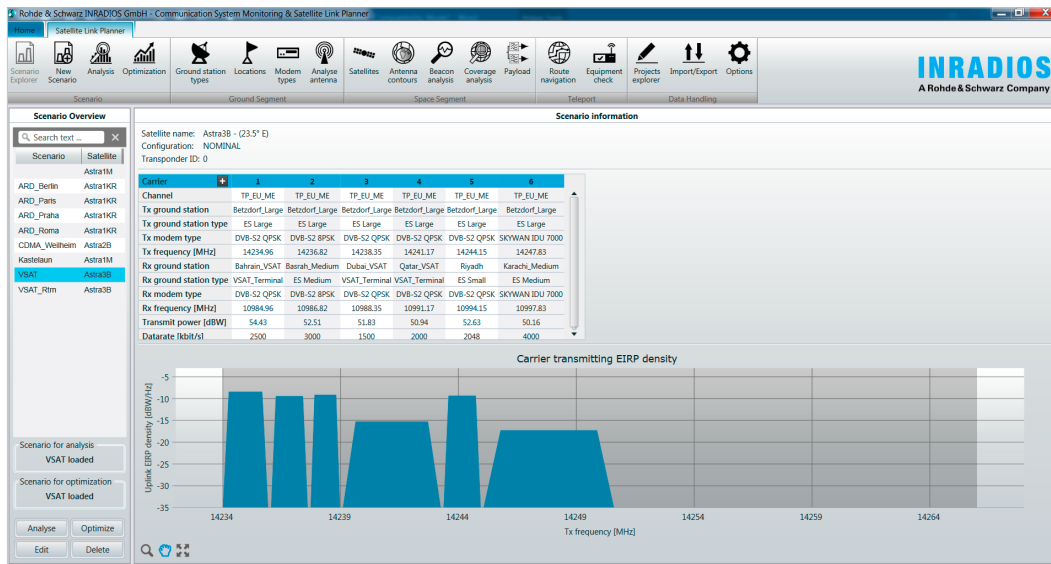 Rohde & Schwarz INRADIOS GmbH - Communication System Monitoring & Satellite Link Planner
Home Satellite Link Planner
Scenario Explorer New Scenario Analysis Optimization Ground station types Locations Modem types Analyse antenna Satellites Antenna contours Beacon analysis Coverage analysis Payload Route navigation Equipment check Projects explorer Import/Export Options
Scenario Ground Segment Space Segment Teleport Data Handling
INRADIOS
A Rohde & Schwarz Company
Scenario Overview
Search text ...
Scenario Satellite
Astra1M
ARD_Berlin Astra1KR
ARD_Paris Astra1KR
ARD_Praha Astra1KR
ARD_Roma Astra1KR
CDMA_Weilheim Astra2B
Kastelaun Astra1M
VSAT Astra3B
VSAT_Rtm Astra3B
Scenario for analysis
VSAT loaded
Scenario for optimization
VSAT loaded
Analyse Optimize
Edit Delete
Scenario information
Satellite name: Astra3B - (23.5° E)
Configuration: NOMINAL
Transponder ID: 0
Carrier + 1 2 3 4 5 6
Channel TP_EU_ME TP_EU_ME TP_EU_ME TP_EU_ME TP_EU_ME TP_EU_ME
Tx ground station Betzdorf_Large Betzdorf_Large Betzdorf_Large Betzdorf_Large Betzdorf_Large Betzdorf_Large
Tx ground station type ES Large ES Large ES Large ES Large ES Large ES Large
Tx modem type DVB-S2 QPSK DVB-S2 8PSK DVB-S2 QPSK DVB-S2 QPSK DVB-S2 QPSK SKYWAN IDU 7000
Tx frequency [MHz] 14234.96 14236.82 14238.35 14241.17 14244.15 14247.83
Rx ground station Bahrain_VSAT Basrah_Medium Dubai_VSAT Qatar_VSAT Riyadh Karachi_Medium
Rx ground station type VSAT_Terminal ES Medium VSAT_Terminal VSAT_Terminal ES Small ES Medium
Rx modem type DVB-S2 QPSK DVB-S2 8PSK DVB-S2 QPSK DVB-S2 QPSK DVB-S2 QPSK SKYWAN IDU 7000
Rx frequency [MHz] 10984.96 10986.82 10988.35 10991.17 10994.15 10997.83
Transmit power [dBW] 54.43 52.51 51.83 50.94 52.63 50.16
Datarate [kbit/s] 2500 3000 1500 2000 2048 4000
Carrier transmitting EIRP density
Uplink EIRP density [dBW/Hz]
-5
-10
-15
-20
-25
-30
-35
14234 14239 14244 14249 14254 14259 14264
Tx frequency [MHz]